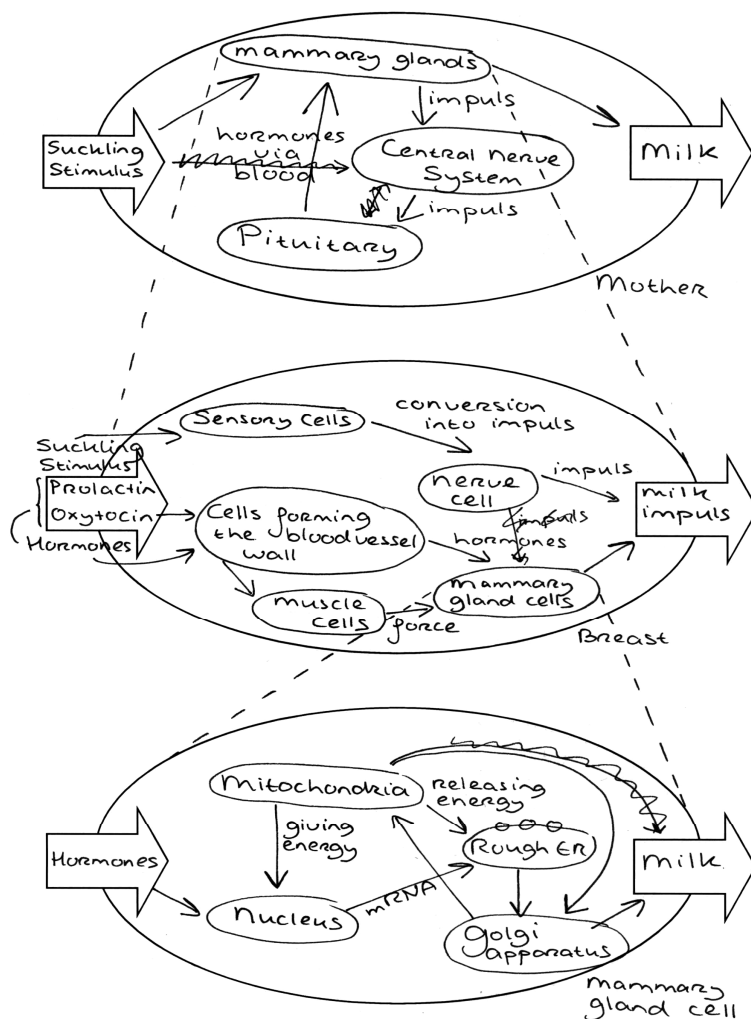 mammary glands
impuls
Suckling
Stimulus
hormones
via
blood
Central nerve
System
impuls
Pituitary
Milk
Mother
Sensory cells
conversion
into impuls
Suckling
Stimulus
Prolactin
Oxytocin
Hormones
nerve
cell
impuls
milk
impuls
Cells forming
the bloodvessel
wall
impuls
hormones
mammary
gland cells
muscle
cells
force
Breast
Mitochondria
releasing
energy
giving
energy
Hormones
Rough ER
Milk
nucleus
mRNA
golgi
apparatus
mammary
gland cell